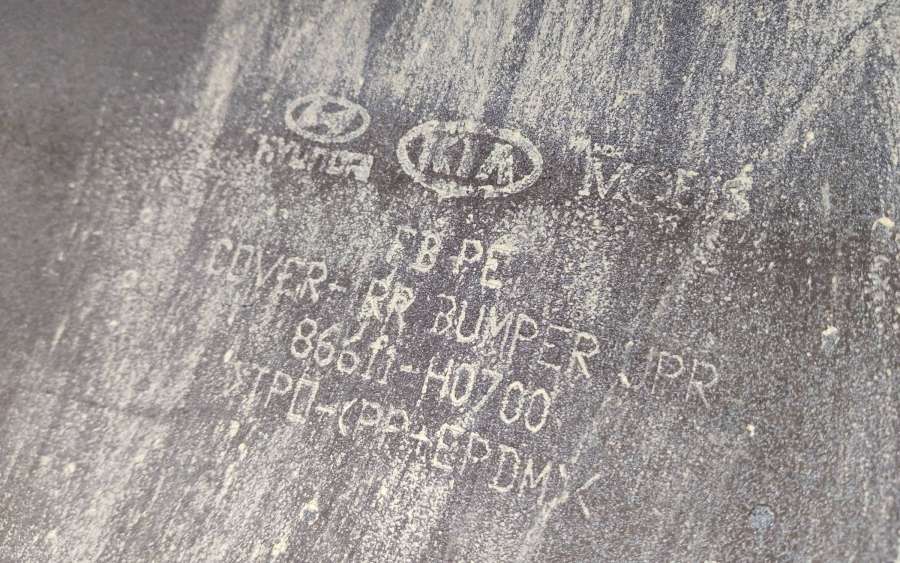 HYUNDAI KIA MOBIS
FB-PE
COVER-RR BUMPER UPR
86611-H0700
>TPO-(PP+EPDM)<